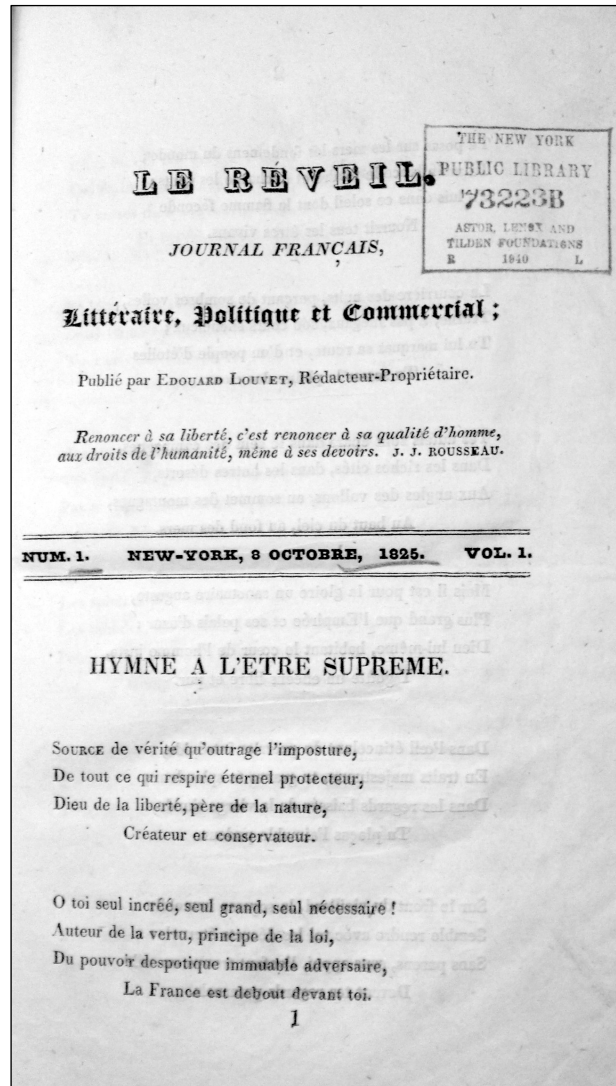 LE RÉVEIL.
THE NEW YORK
PUBLIC LIBRARY
73223B
ASTOR, LENOX AND
TILDEN FOUNDATIONS
R 1940 L
JOURNAL FRANCAIS,
Littéraire, Politique et Commercial;
Publié par EDOUARD LOUVET, Rédacteur-Propriétaire.
Renoncer à sa liberté, c'est renoncer à sa qualité d'homme,
aux droits de l'humanité, même à ses devoirs. J. J. ROUSSEAU.
NUM. 1. NEW-YORK, 8 OCTOBRE, 1825. VOL. 1.
HYMNE A L'ETRE SUPREME.
SOURCE de vérité qu'outrage l'imposture,
De tout ce qui respire éternel protecteur,
Dieu de la liberté, père de la nature,
Créateur et conservateur.
O toi seul incréé, seul grand, seul nécessaire!
Auteur de la vertu, principe de la loi,
Du pouvoir despotique immuable adversaire,
La France est debout devant toi.
1